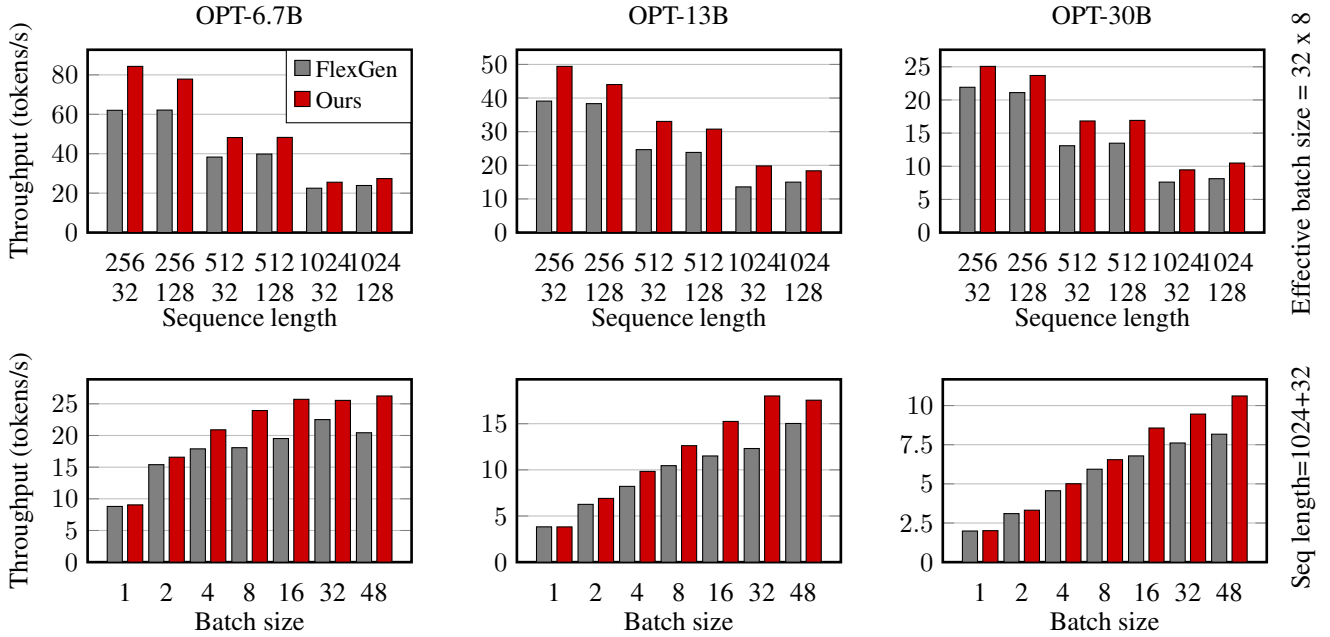 OPT-6.7B
OPT-13B
OPT-30B
Throughput (tokens/s)
80
60
40
20
0
FlexGen
Ours
256 256 512 512 1024 1024
32 128 32 128 32 128
Sequence length
50
40
30
20
10
0
256 256 512 512 1024 1024
32 128 32 128 32 128
Sequence length
25
20
15
10
5
0
256 256 512 512 1024 1024
32 128 32 128 32 128
Sequence length
Effective batch size = 32 x 8
Throughput (tokens/s)
25
20
15
10
5
0
1 2 4 8 16 32 48
Batch size
15
10
5
0
1 2 4 8 16 32 48
Batch size
10
7.5
5
2.5
0
1 2 4 8 16 32 48
Batch size
Seq length=1024+32